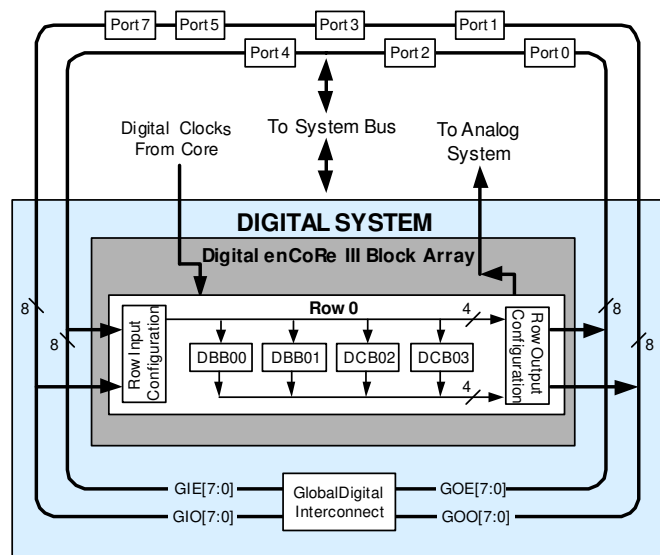 Port 7 Port 5 Port 3 Port 1
Port 4 Port 2 Port 0
Digital Clocks
From Core
To System Bus
To Analog
System
DIGITAL SYSTEM
Digital enCoRe III Block Array
Row 0
4
8
8
8
8
Row Input
Configuration
DBB00 DBB01 DCB02 DCB03
Row Output
Configuration
4
GIE[7:0]
GIO[7:0]
GlobalDigital
Interconnect
GOE[7:0]
GOO[7:0]